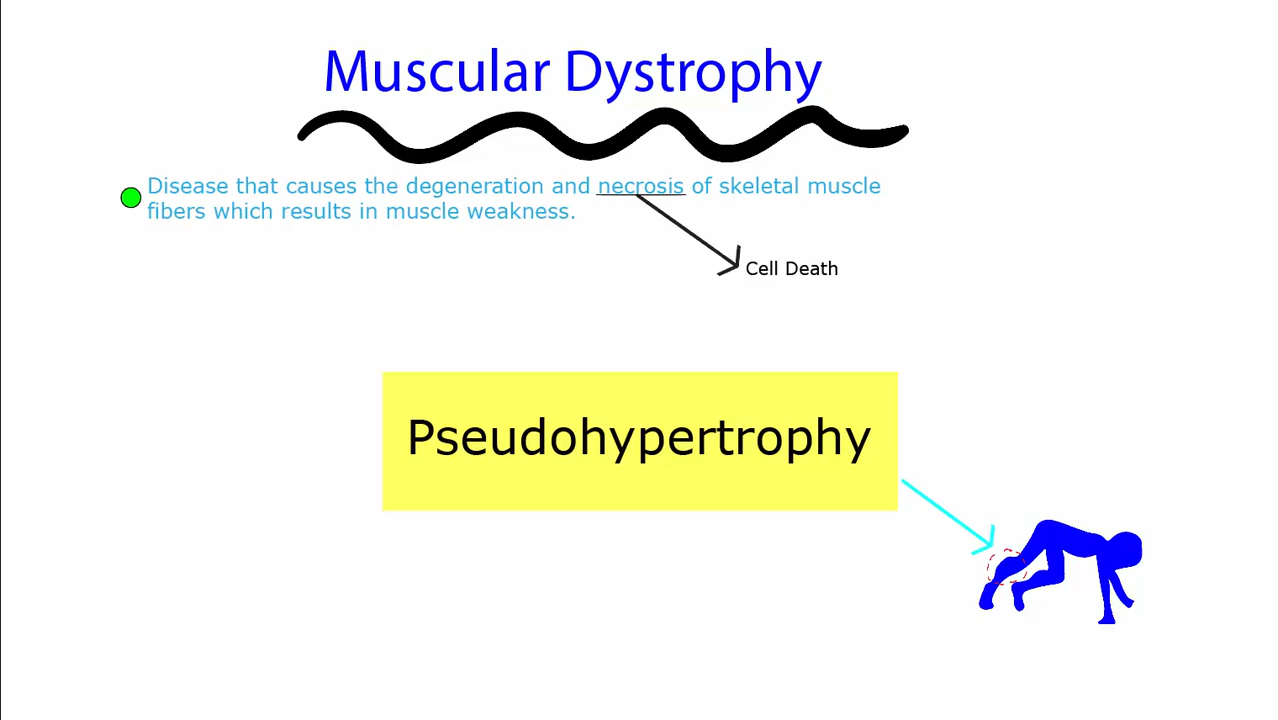 Muscular Dystrophy
Disease that causes the degeneration and necrosis of skeletal muscle
fibers which results in muscle weakness.
Cell Death
Pseudohypertrophy